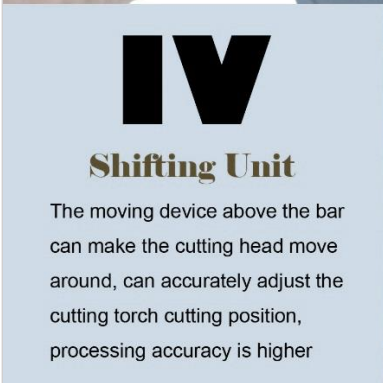 IV
Shifting Unit
The moving device above the bar
can make the cutting head move
around, can accurately adjust the
cutting torch cutting position,
processing accuracy is higher